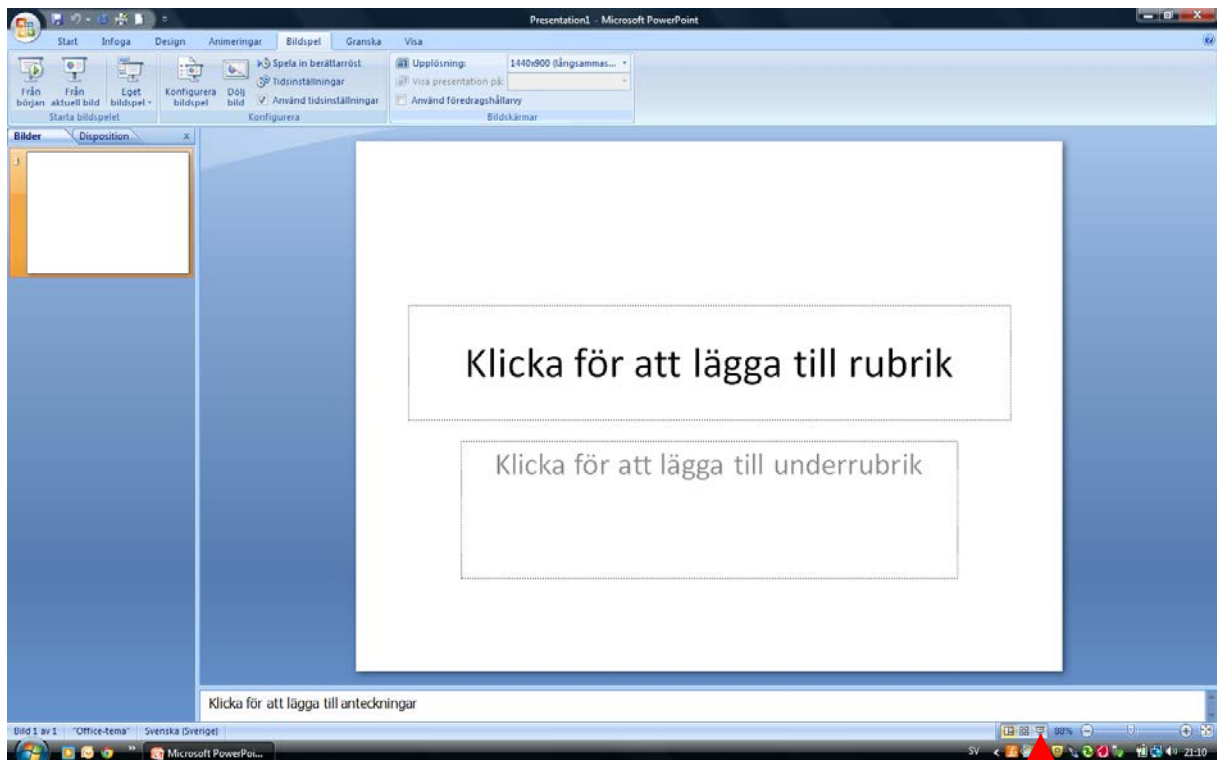 Presentation1 - Microsoft PowerPoint
Start Infoga Design Animeringar Bildspel Granska Visa
Från början
Från aktuell bild
Eget bildspel
Starta bildspelet
Konfigurera bildspel
Dölj bild
Spela in berättarröst
Tidsinställningar
Använd tidsinställningar
Konfigurera
Upplösning: 1440x900 (långsammas...
Visa presentation på:
Använd föredragshållarvy
Bildskärmar
Bilder Disposition x
1
Klicka för att lägga till rubrik
Klicka för att lägga till underrubrik
Klicka för att lägga till anteckningar
Bild 1 av 1 "Office-tema" Svenska (Sverige) 88%
Microsoft PowerPoi... SV 21:10